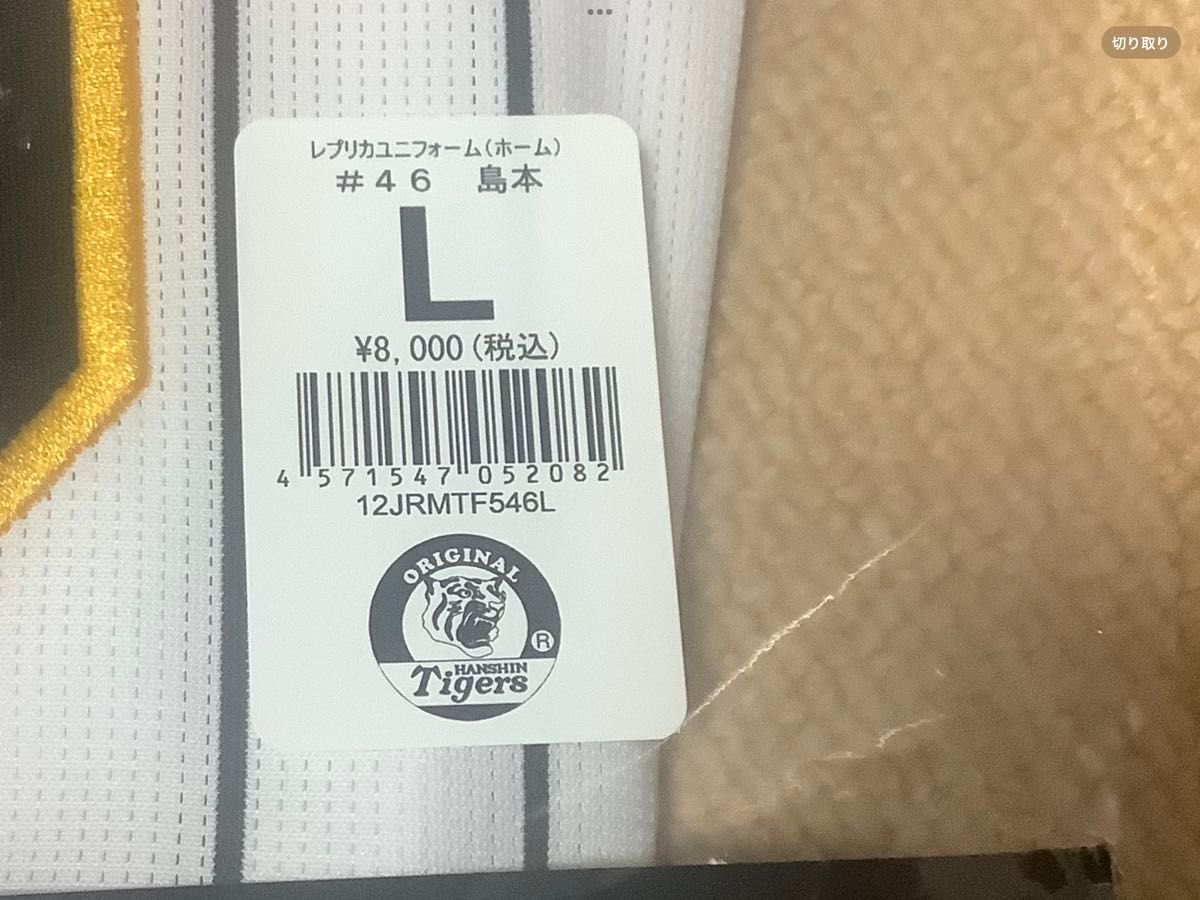 切り取り
レプリカユニフォーム(ホーム)
#46 島本
L
¥8,000(税込)
4 571547 052082
12JRMTF546L
ORIGINAL
®
HANSHIN
Tigers